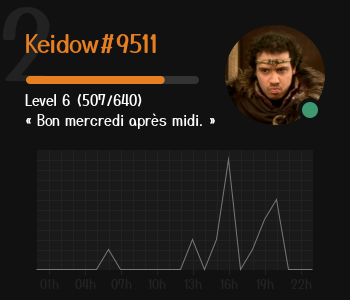 2
Keidow#9511
Level 6 (507/640)
« Bon mercredi après midi. »
01h 04h 07h 10h 13h 16h 19h 22h